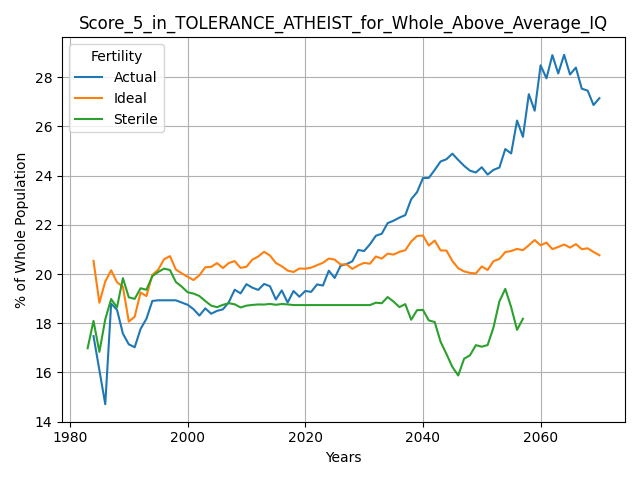 Score_5_in_TOLERANCE_ATHEIST_for_Whole_Above_Average_IQ
Fertility
Actual
Ideal
Sterile
% of Whole Population
28
26
24
22
20
18
16
14
1980
2000
2020
2040
2060
Years